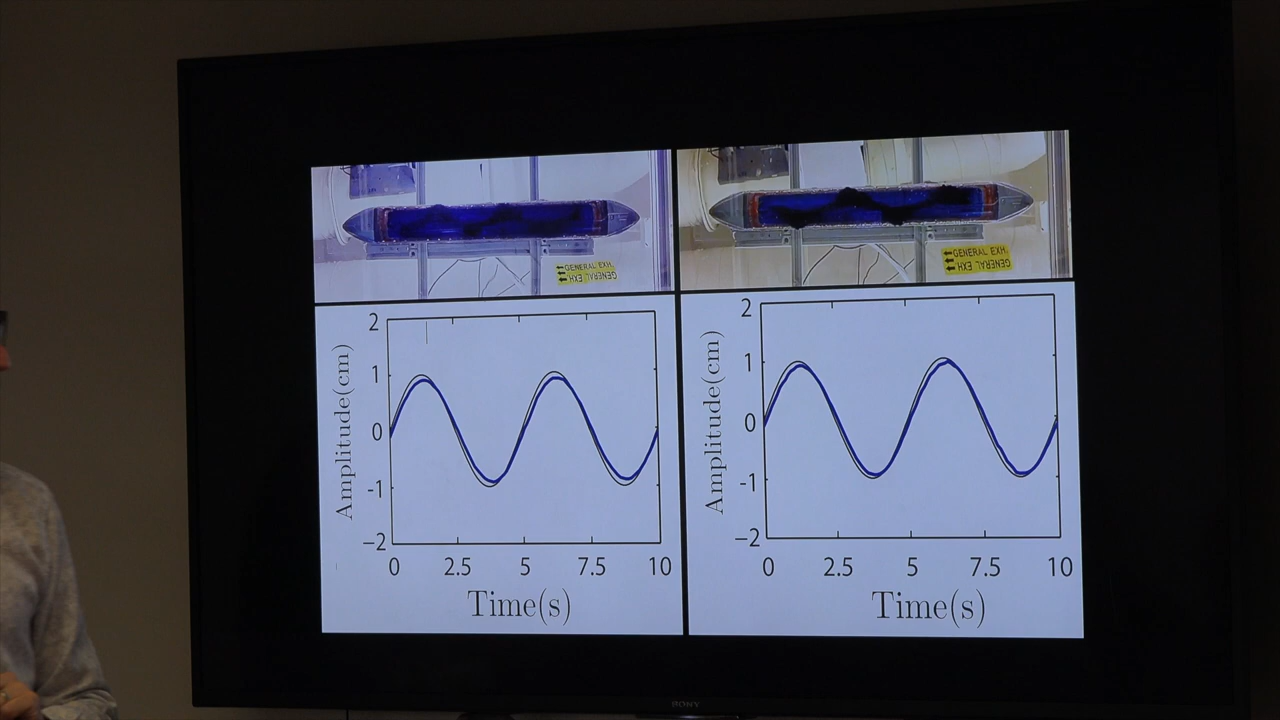 GENERAL EXH.
GENERAL EXH
GENERAL EXH.
GENERAL EXH.
2
1
0
-1
-2
Amplitude(cm)
0
2.5
5
7.5
10
Time(s)
2
1
0
-1
-2
Amplitude(cm)
0
2.5
5
7.5
10
Time(s)
SONY